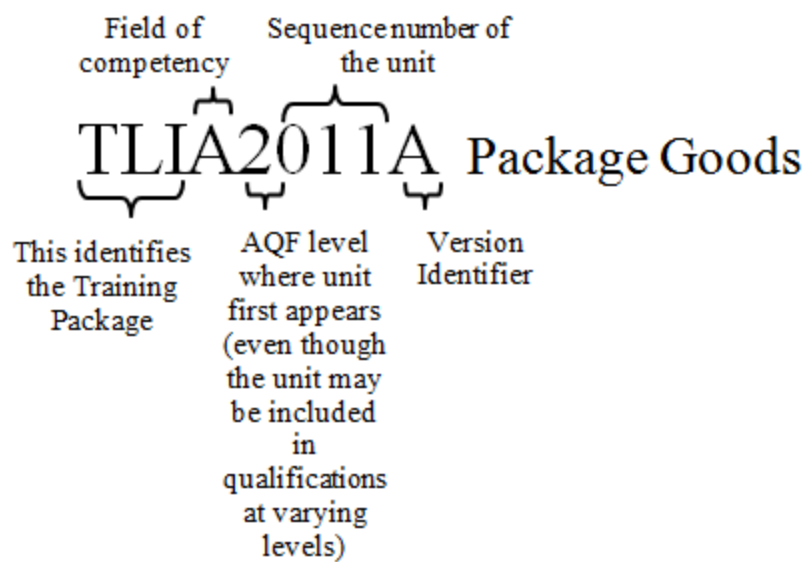 Field of
competency
Sequence number of
the unit
TLIA2011A Package Goods
This identifies
the Training
Package
AQF level
where unit
first appears
(even though
the unit may
be included
in
qualifications
at varying
levels)
Version
Identifier